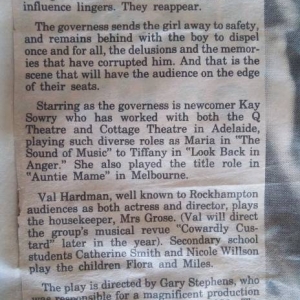 influence lingers. They reappear.
The governess sends the girl away to safety,
and remains behind with the boy to dispel
once and for all, the delusions and the memor-
ies that have corrupted him. And that is the
scene that will have the audience on the edge
of their seats.
Starring as the governess is newcomer Kay
Sowry who has worked with both the Q
Theatre and Cottage Theatre in Adelaide,
playing such diverse roles as Maria in "The
Sound of Music" to Tiffany in "Look Back in
Anger." She also played the title role in
"Auntie Mame" in Melbourne.
Val Hardman, well known to Rockhampton
audiences as both actress and director, plays
the housekeeper, Mrs Grose. (Val will direct
the group's musical revue "Cowardly Cus-
tard" later in the year). Secondary school
students Catherine Smith and Nicole Willson
play the children Flora and Miles.
The play is directed by Gary Stephens, who
was responsible for a magnificent production